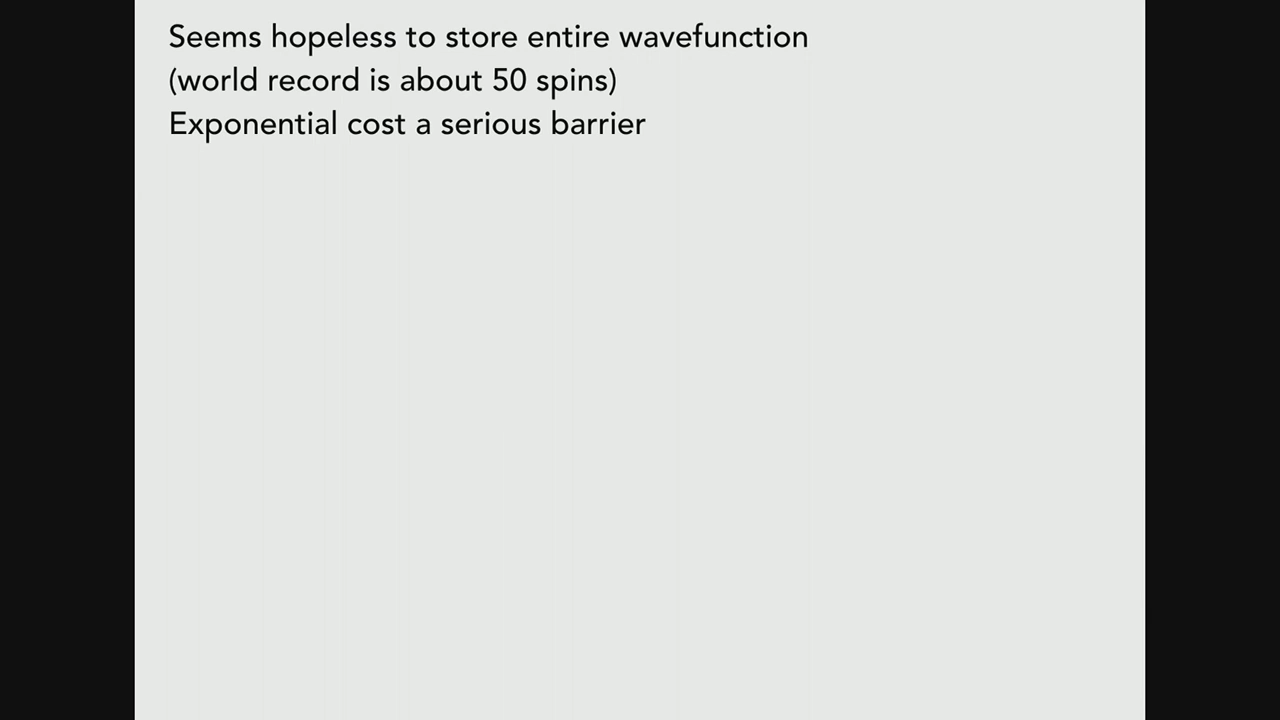 Seems hopeless to store entire wavefunction
(world record is about 50 spins)
Exponential cost a serious barrier